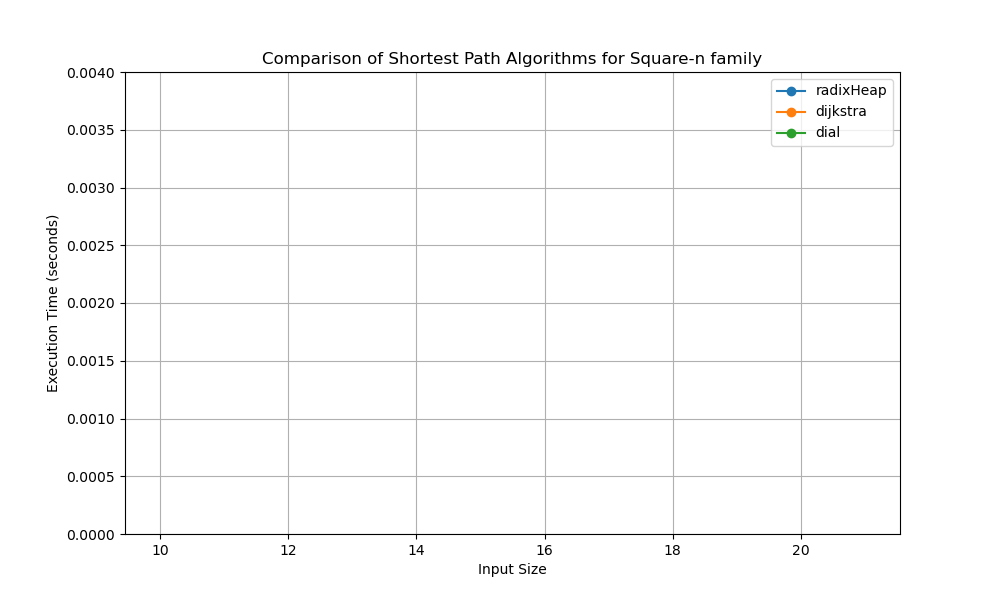 Comparison of Shortest Path Algorithms for Square-n family
radixHeap
dijkstra
dial
Execution Time (seconds)
0.0040
0.0035
0.0030
0.0025
0.0020
0.0015
0.0010
0.0005
0.0000
10 12 14 16 18 20
Input Size